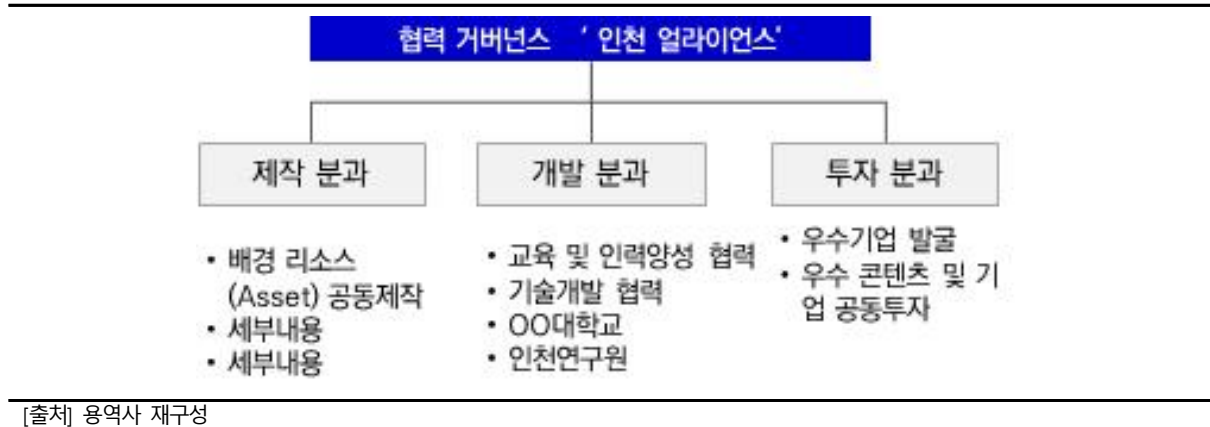 협력 거버넌스 ‘ 인천 얼라이언스’
제작 분과
개발 분과
투자 분과
• 배경 리소스
(Asset) 공동제작
• 세부내용
• 세부내용
• 교육 및 인력양성 협력
• 기술개발 협력
• OO대학교
• 인천연구원
• 우수기업 발굴
• 우수 콘텐츠 및 기
업 공동투자
[출처] 용역사 재구성